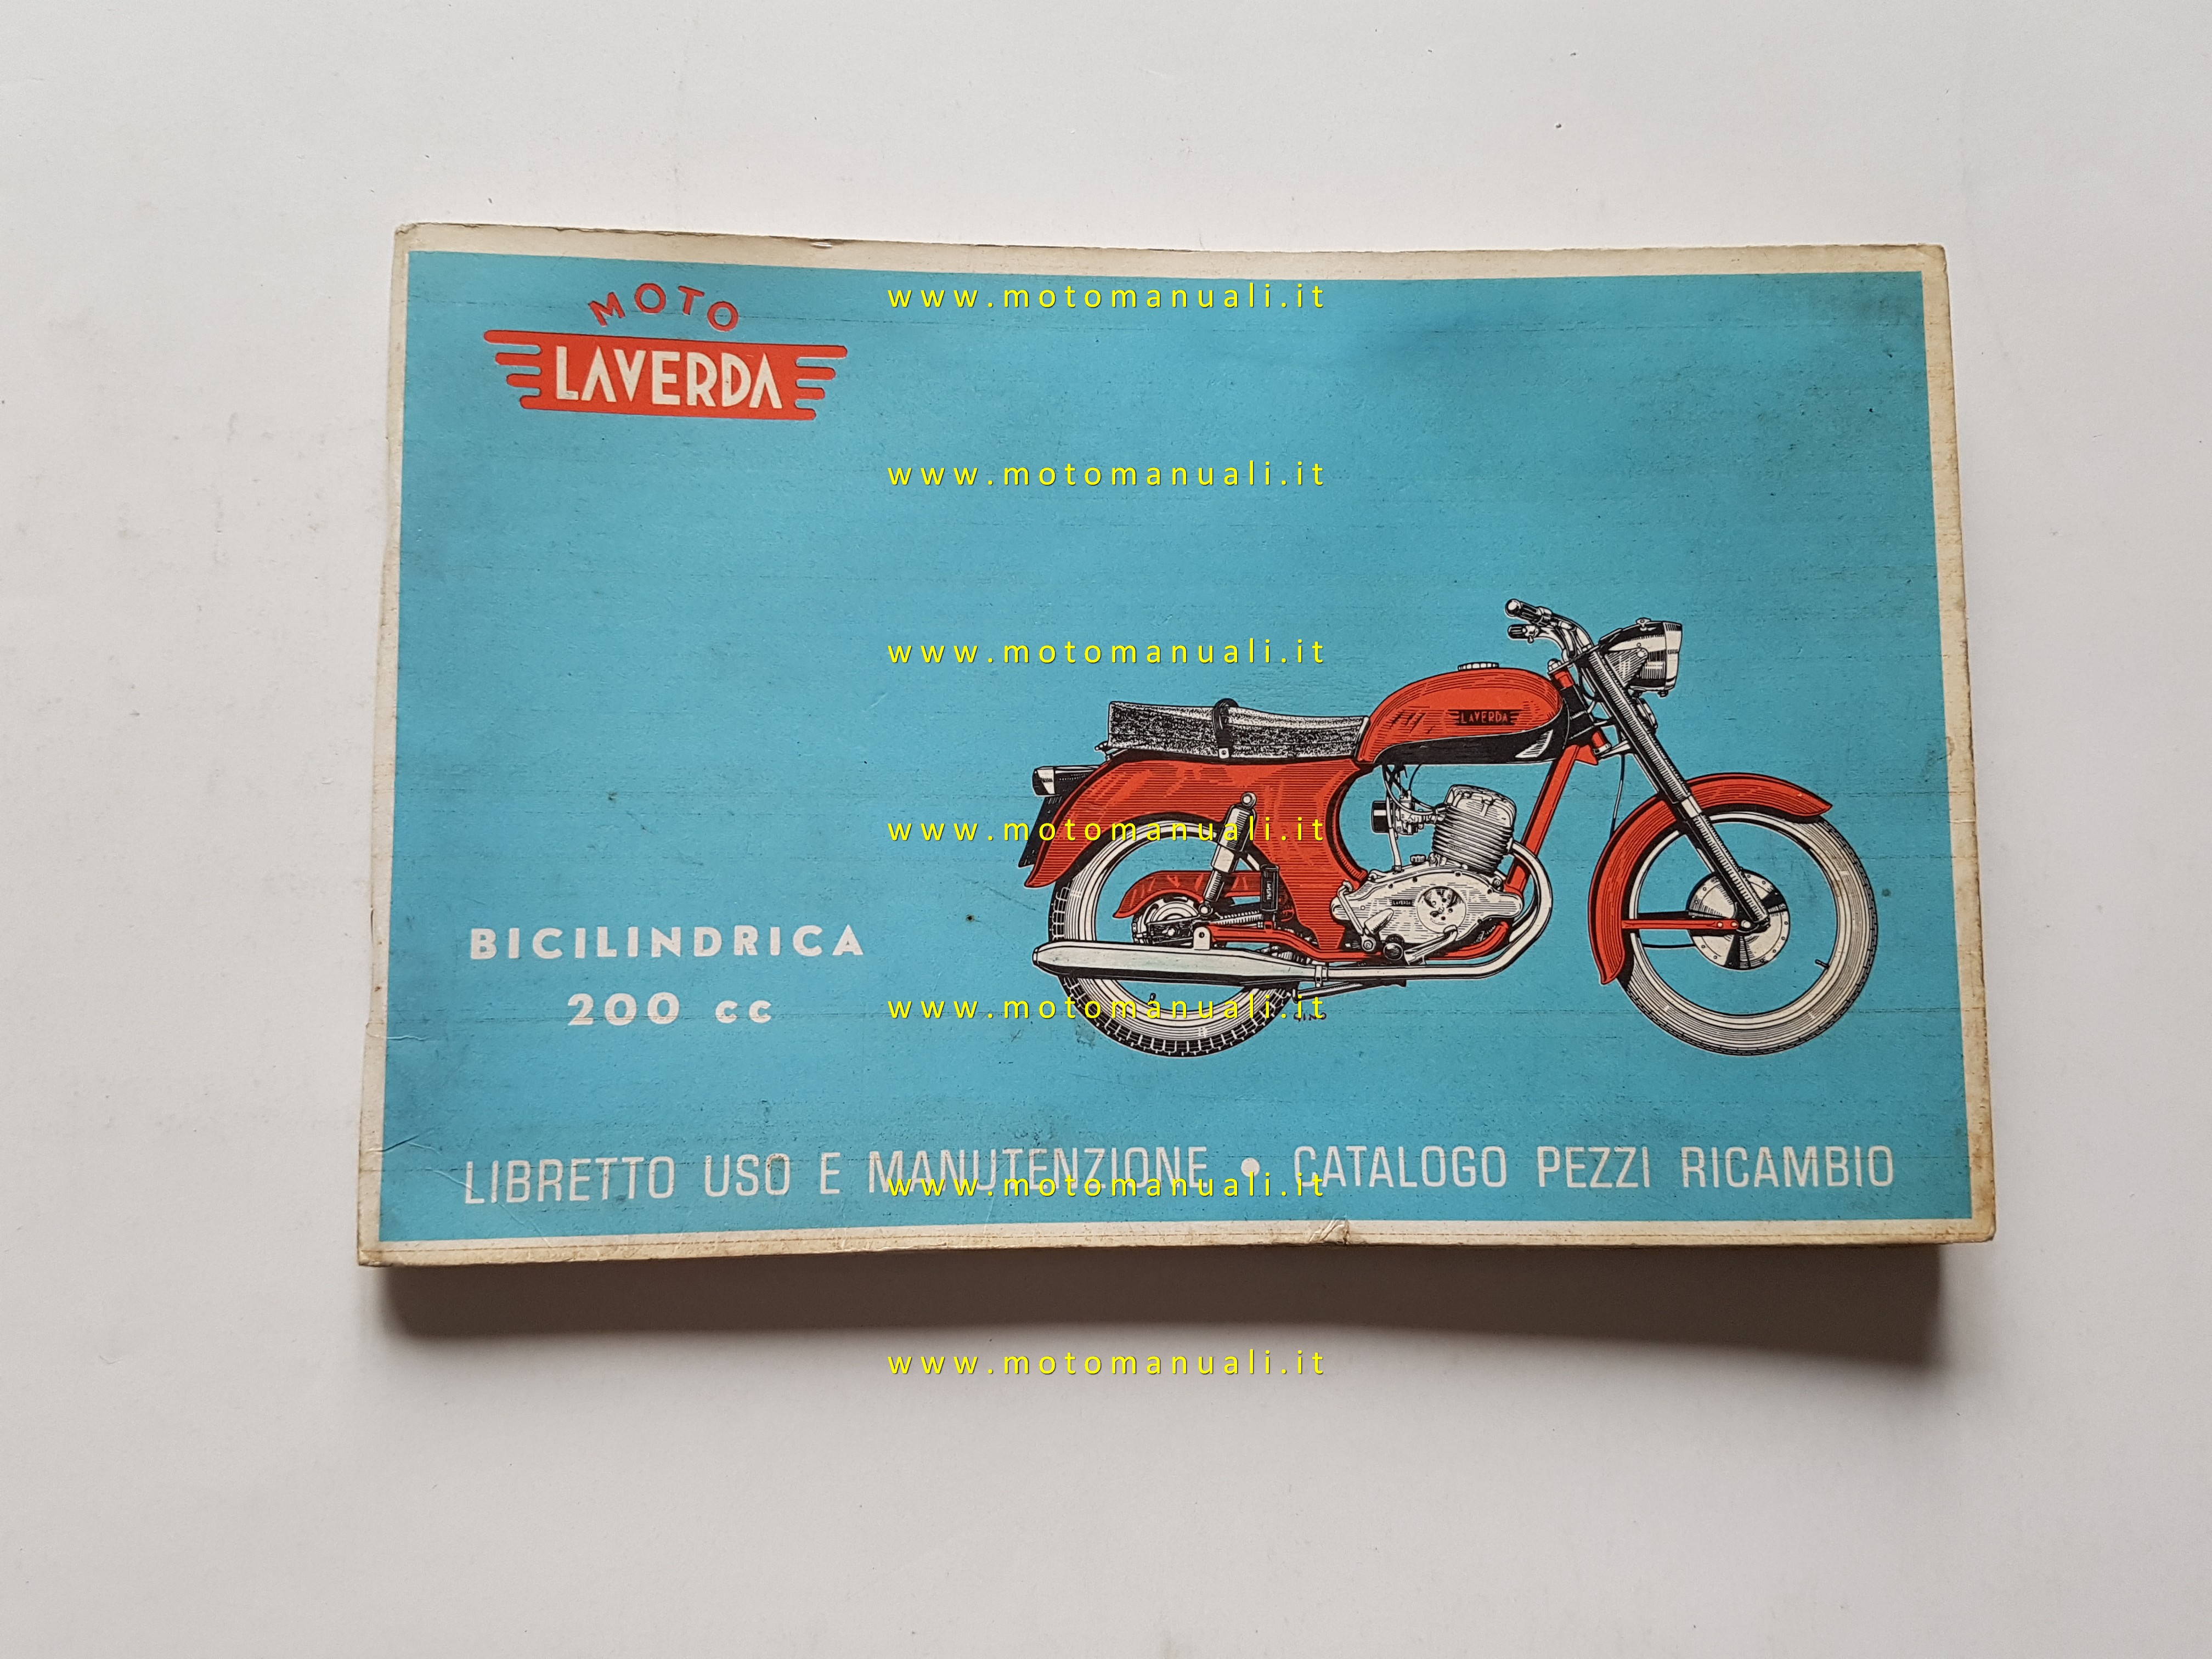 MOTO
www.motomanuali.it
LAVERDA
www.motomanuali.it
www.motomanuali.it
LAVERDA
www.motomanuali.it
LAVERDA
BICILINDRICA
200 cc
www.motomanuali.it
LIBRETTO USO E MANUTENZIONE • CATALOGO PEZZI RICAMBIO
www.motomanuali.it
www.motomanuali.it